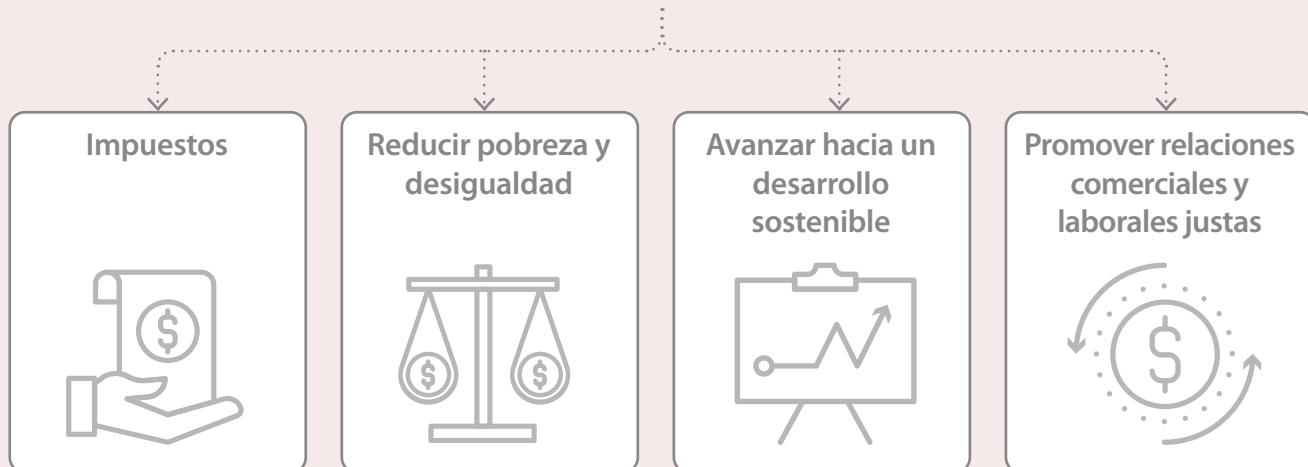 Impuestos
Reducir pobreza y
desigualdad
Avanzar hacia un
desarrollo
sostenible
Promover relaciones
comerciales y
laborales justas
$
$
$
$